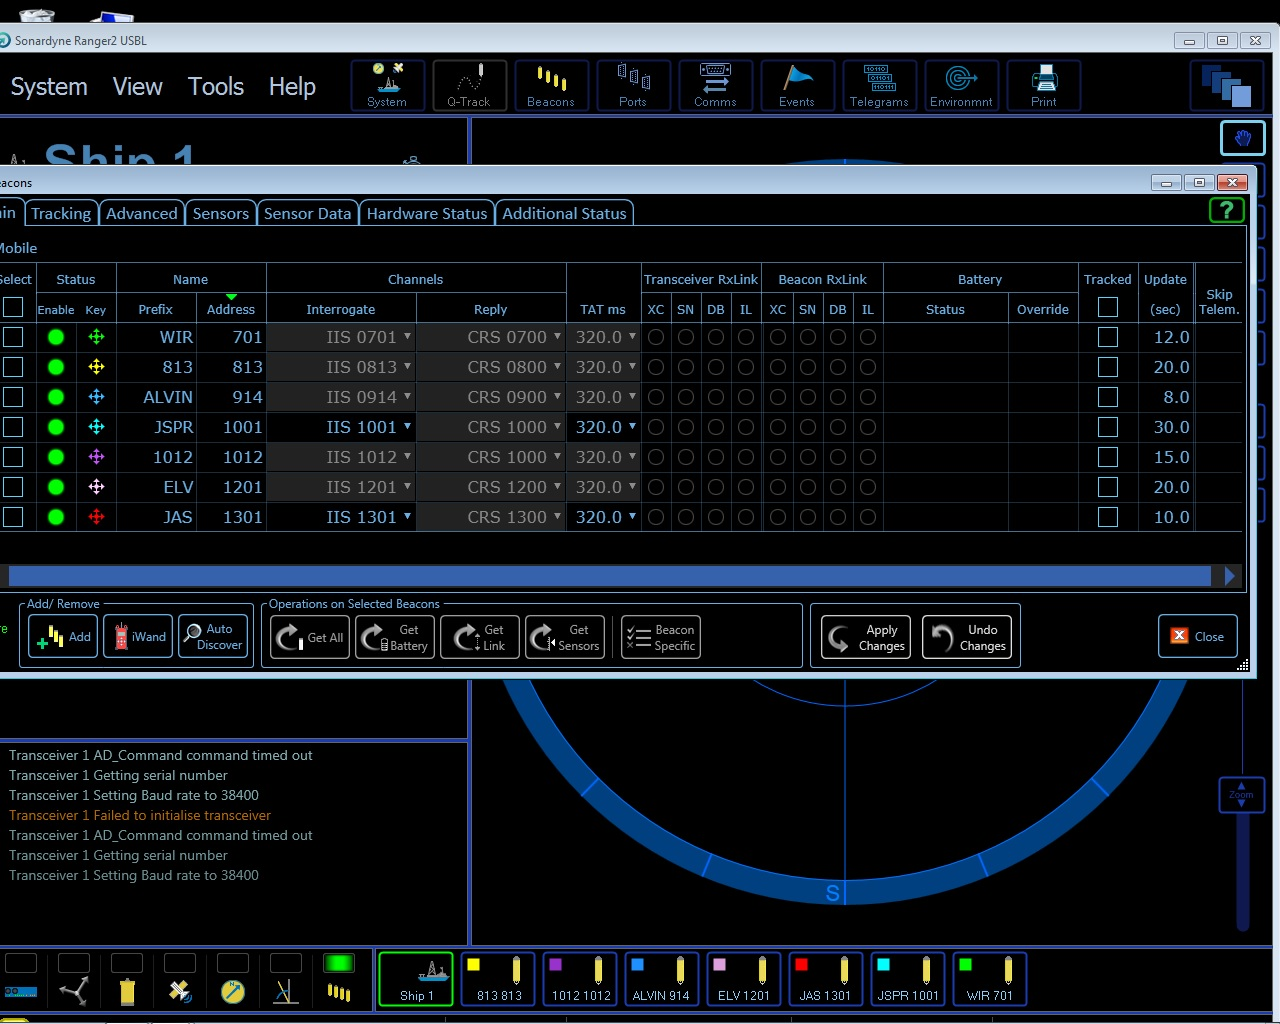 Sonardyne Ranger2 USBL
System View Tools Help
System Q-Track Beacons Ports Comms Events Telegrams Environmnt Print
Ship 1
eacons
in Tracking Advanced Sensors Sensor Data Hardware Status Additional Status ?
Mobile
Select Status Name Channels Transceiver RxLink Beacon RxLink Battery Tracked Update Skip Telem.
Enable Key Prefix Address Interrogate Reply TAT ms XC SN DB IL XC SN DB IL Status Override (sec)
WIR 701 IIS 0701 CRS 0700 320.0 12.0
813 813 IIS 0813 CRS 0800 320.0 20.0
ALVIN 914 IIS 0914 CRS 0900 320.0 8.0
JSPR 1001 IIS 1001 CRS 1000 320.0 30.0
1012 1012 IIS 1012 CRS 1000 320.0 15.0
ELV 1201 IIS 1201 CRS 1200 320.0 20.0
JAS 1301 IIS 1301 CRS 1300 320.0 10.0
Add/ Remove Operations on Selected Beacons
re Add iWand Auto Discover Get All Get Battery Get Link Get Sensors Beacon Specific Apply Changes Undo Changes Close
Transceiver 1 AD_Command command timed out
Transceiver 1 Getting serial number
Transceiver 1 Setting Baud rate to 38400
Transceiver 1 Failed to initialise transceiver
Transceiver 1 AD_Command command timed out
Transceiver 1 Getting serial number
Transceiver 1 Setting Baud rate to 38400
Zoom
S
Ship 1 813 813 1012 1012 ALVIN 914 ELV 1201 JAS 1301 JSPR 1001 WIR 701